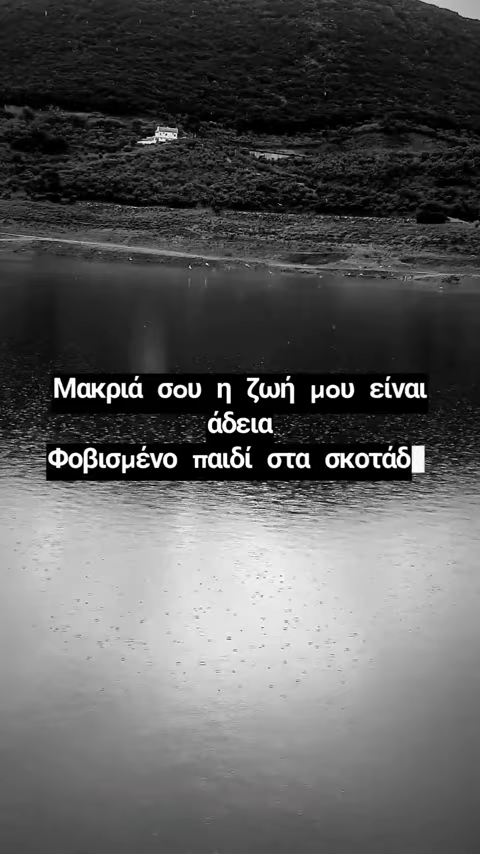 Μακριά σου η ζωή μου είναι
άδεια
Φοβισμένο παιδί στα σκοτάδ